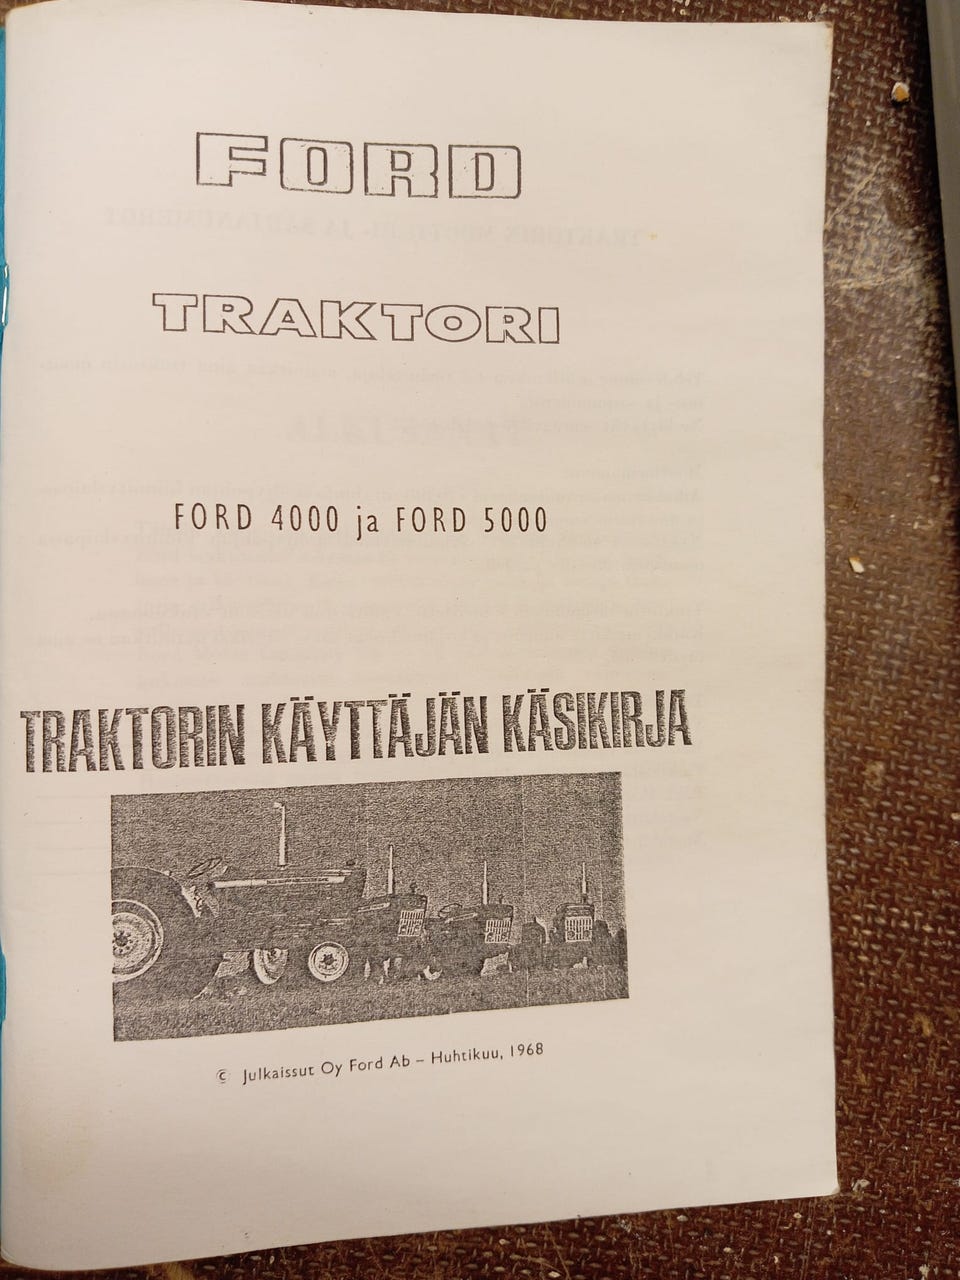 FORD
TRAKTORI
FORD 4000 ja FORD 5000
TRAKTORIN KÄYTTÄJÄN KÄSIKIRJA
© Julkaissut Oy Ford Ab – Huhtikuu, 1968